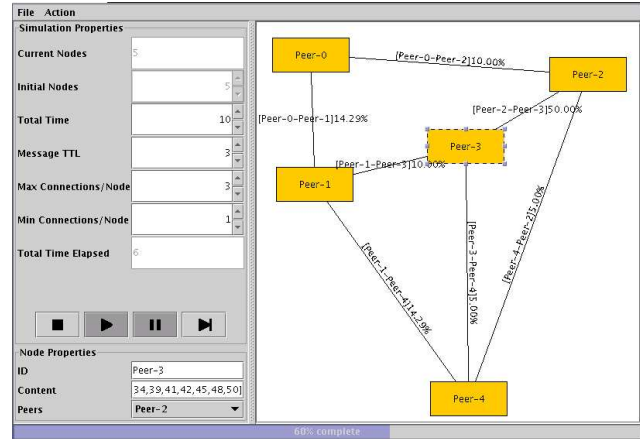 File Action
Simulation Properties
Current Nodes 5
Initial Nodes 5
Total Time 10
Message TTL 3
Max Connections/Node 3
Min Connections/Node 1
Total Time Elapsed 6
Node Properties
ID Peer-3
Content 34,39,41,42,45,48,50]
Peers Peer-2
Peer-0
[Peer-0-Peer-2]10.00%
Peer-2
[Peer-2-Peer-3]50.00%
[Peer-0-Peer-1]14.29%
Peer-3
[Peer-1-Peer-3]10.00%
Peer-1
[Peer-4-Peer-2]5.00%
[Peer-3-Peer-4]5.00%
[Peer-1-Peer-4]14.29%
Peer-4
60% complete